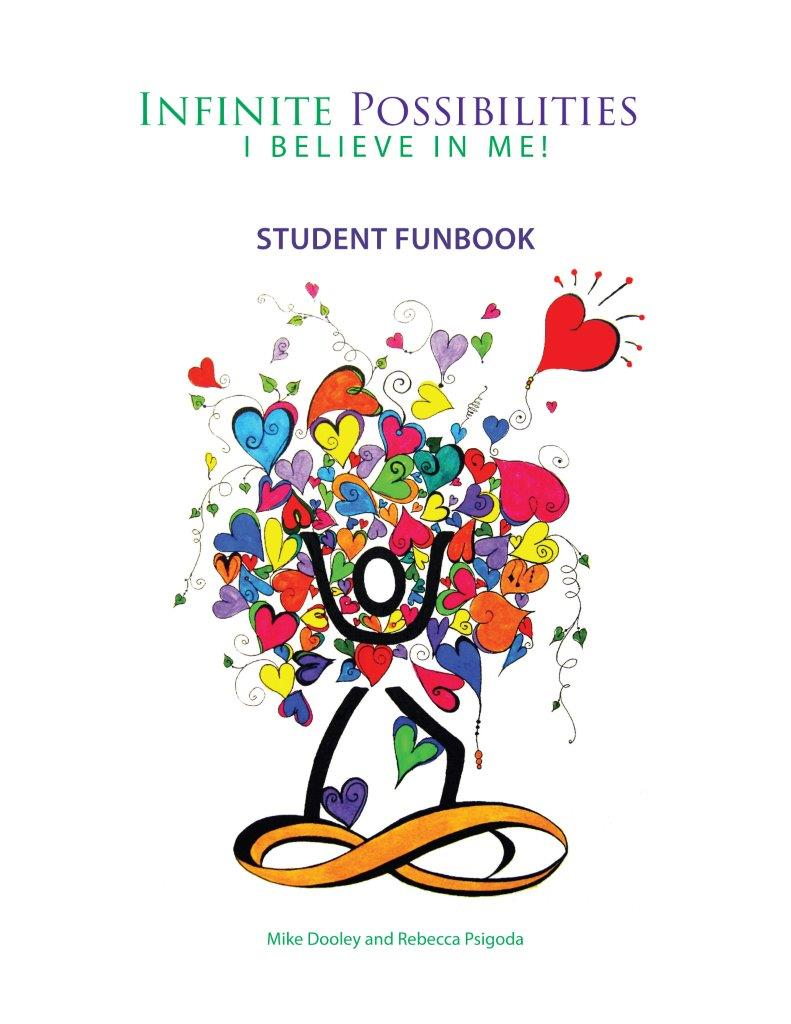 INFINITE POSSIBILITIES
I BELIEVE IN ME!
STUDENT FUNBOOK
Mike Dooley and Rebecca Psigoda